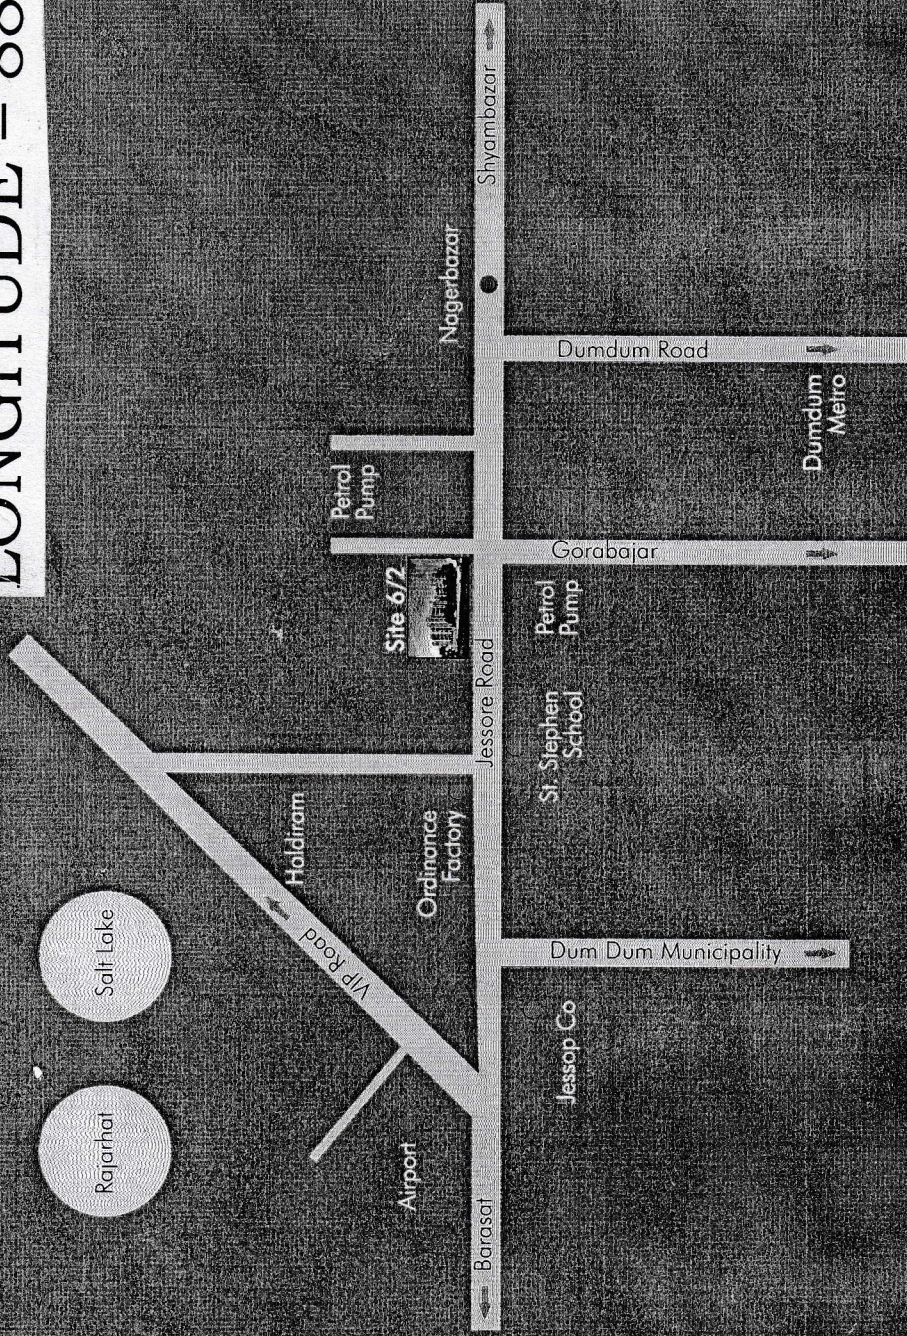 LONGITUDE = 88
Rajarhat
Salt Lake
Airport
VIP Road
Haldiram
Ordinance
Factory
Site 6/2
Petrol
Pump
Nagerbazar
Barasat
Jessore Road
Shyambazar
Jessop Co
Dum Dum Municipality
St. Stephen
School
Petrol
Pump
Gorabajar
Dumdum Road
Dumdum
Metro